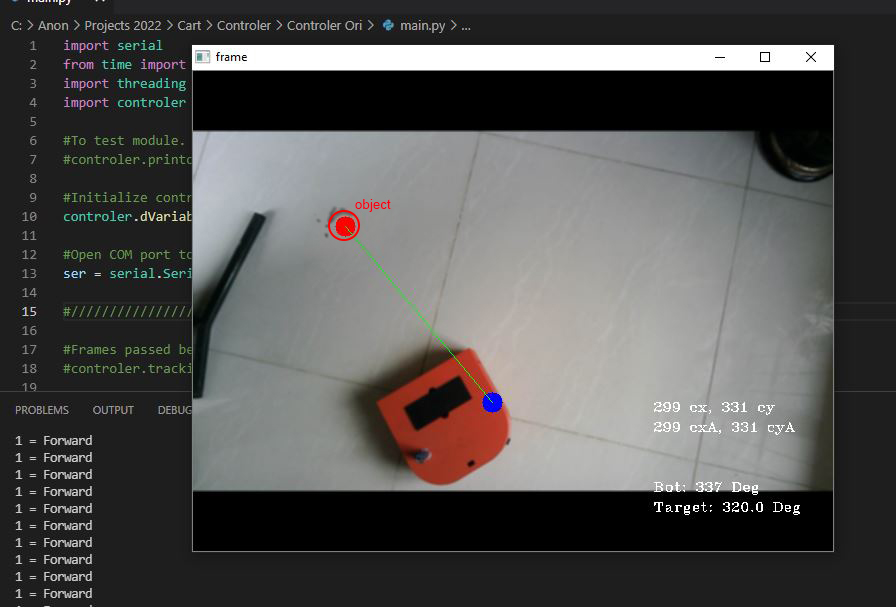 main.py
C: > Anon > Projects 2022 > Cart > Controler > Controler Ori > main.py > ...
frame
1 import serial
2 from time import
3 import threading
4 import controler
5
6 #To test module.
7 #controler.printc
8
9 #Initialize contr
10 controler.dVariab
11
12 #Open COM port to
13 ser = serial.Seri
14
15 #////////////////
16
17 #Frames passed be
18 #controler.tracki
19
object
299 cx, 331 cy
299 cxA, 331 cyA
Bot: 337 Deg
Target: 320.0 Deg
PROBLEMS OUTPUT DEBUG
1 = Forward
1 = Forward
1 = Forward
1 = Forward
1 = Forward
1 = Forward
1 = Forward
1 = Forward
1 = Forward
1 = Forward